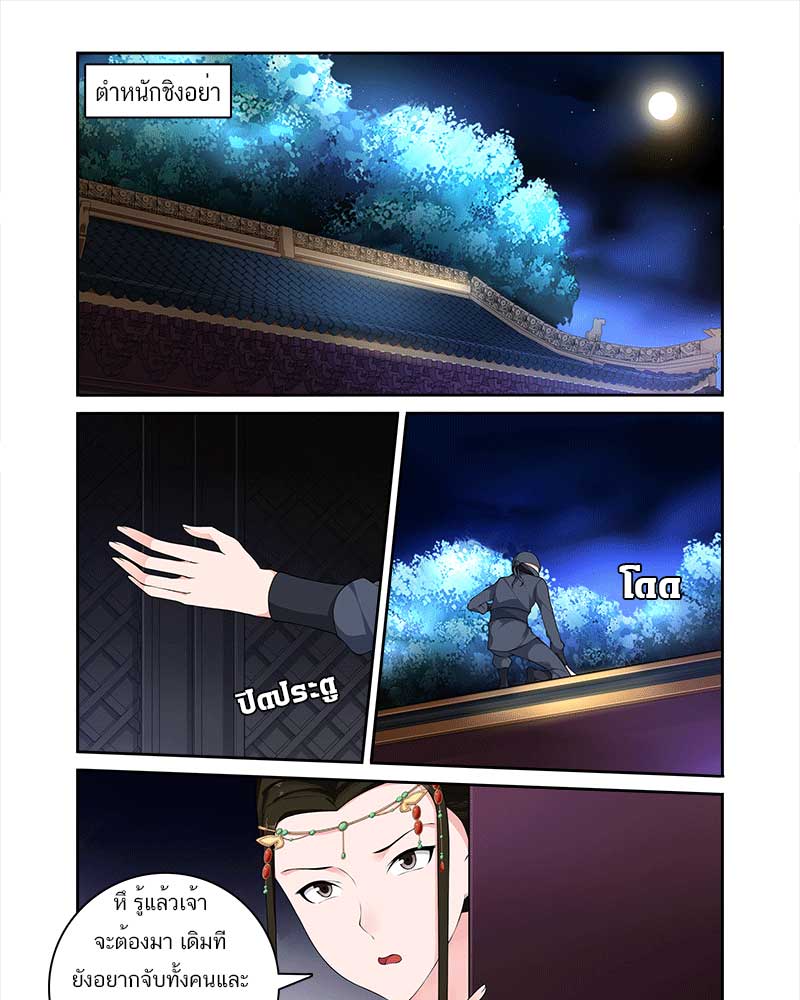 ตำหนักชิงอย่า
ปิดประตู
โดด
หึ รู้แล้วเจ้า
จะต้องมา เดิมที
ยังอยากจับทั้งคนและ